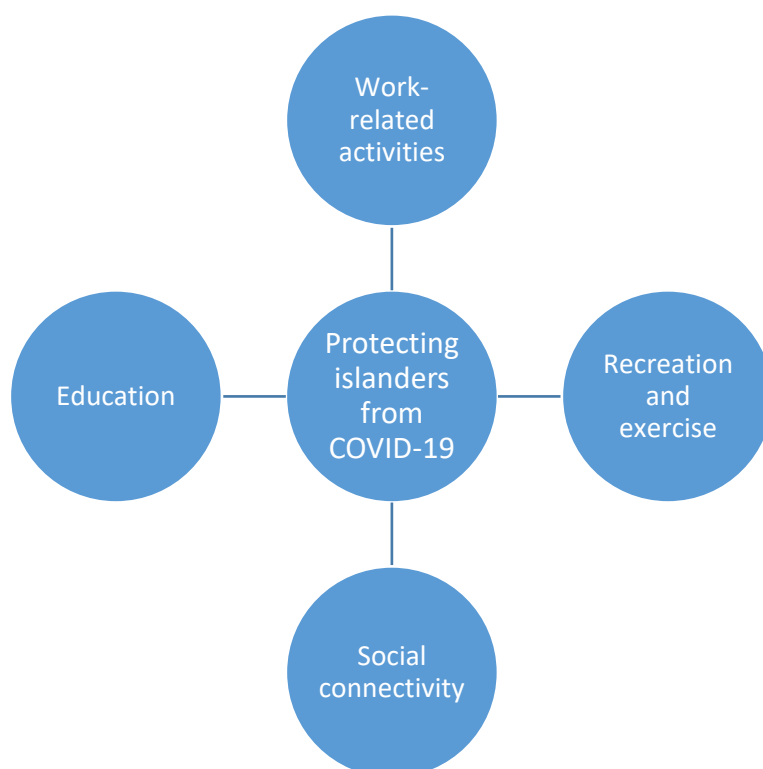 Work-
related
activities
Education
Protecting
islanders
from
COVID-19
Recreation
and
exercise
Social
connectivity